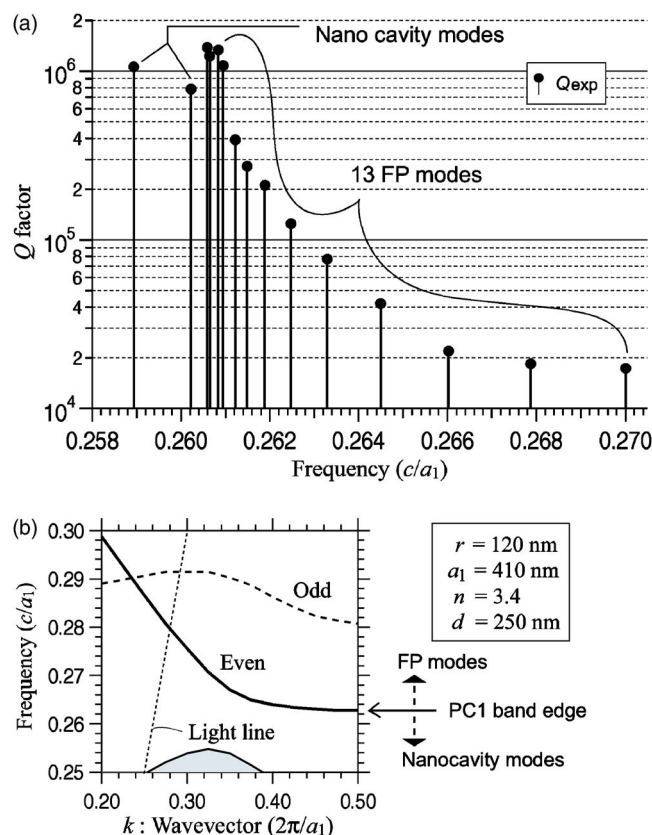 (a)
Nano cavity modes
Qexp
13 FP modes
Q factor
2
10^6
8
6
4
2
10^5
8
6
4
2
10^4
0.258 0.260 0.262 0.264 0.266 0.268 0.270
Frequency (c/a₁)
(b)
0.30
0.29
0.28
0.27
0.26
0.25
Frequency (c/a₁)
Odd
Even
Light line
0.20 0.30 0.40 0.50
k : Wavevector (2π/a₁)
r = 120 nm
a₁ = 410 nm
n = 3.4
d = 250 nm
FP modes
PC1 band edge
Nanocavity modes